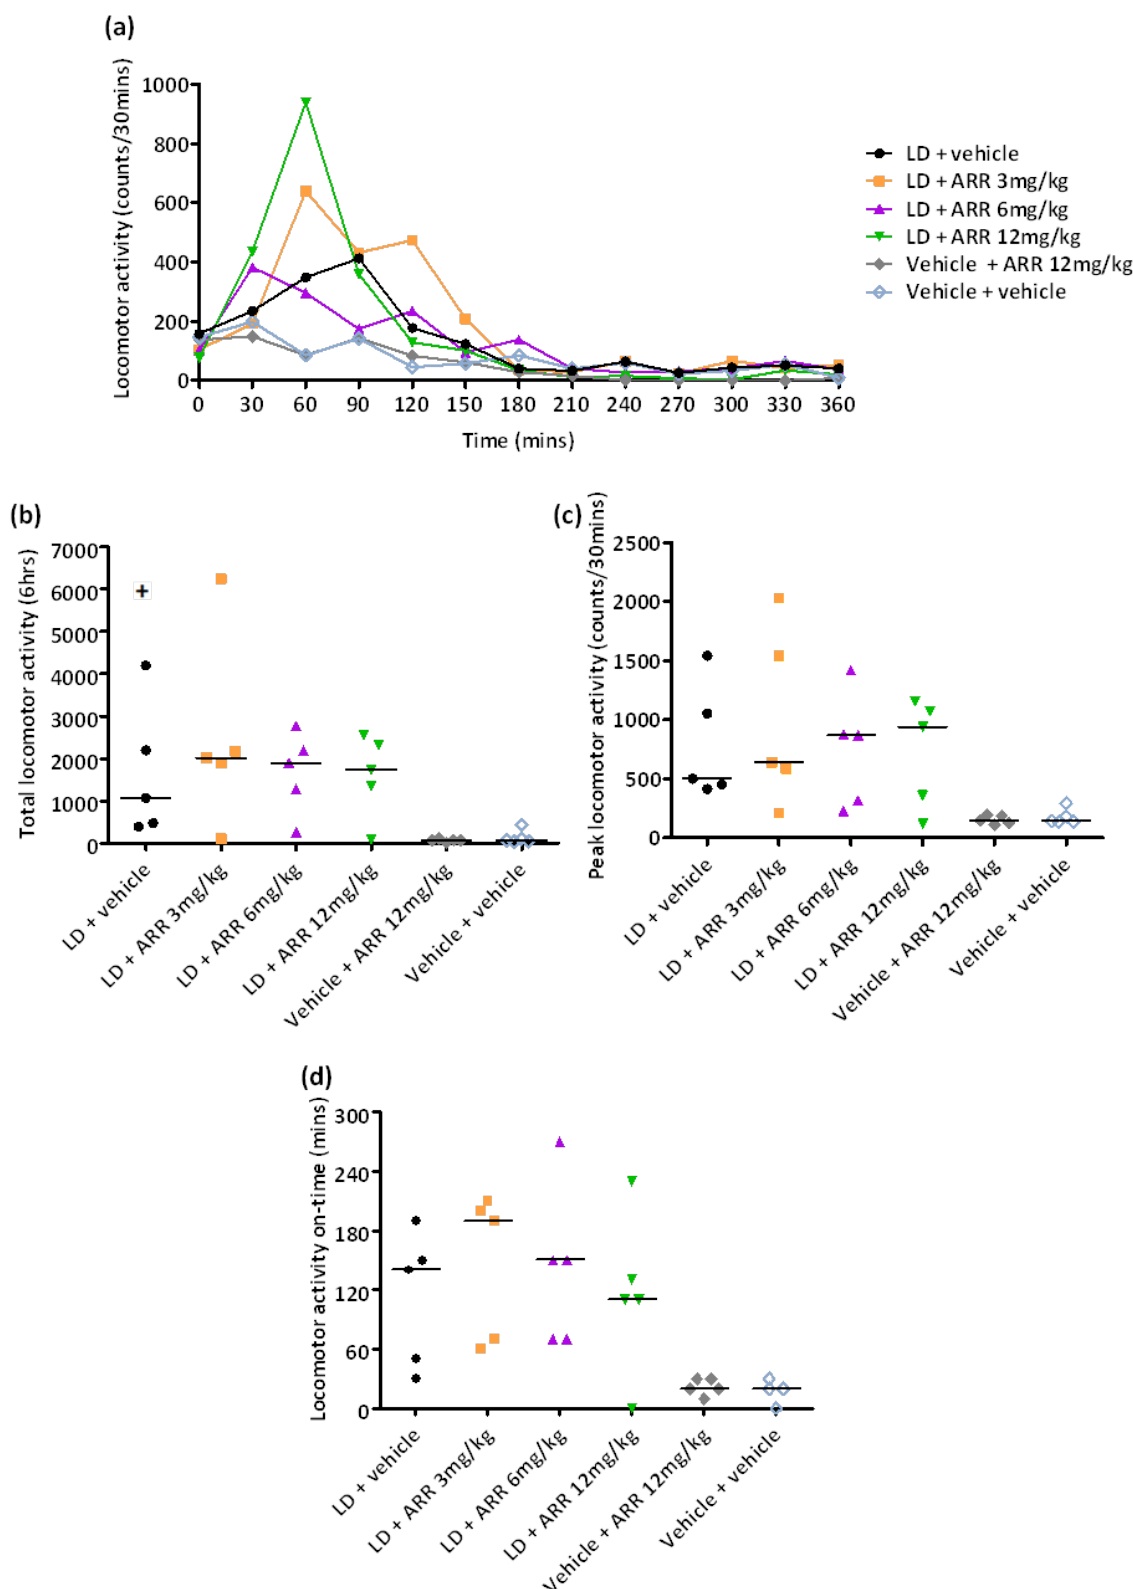 (a)
Locomotor activity (counts/30mins)
1000
800
600
400
200
0
0 30 60 90 120 150 180 210 240 270 300 330 360
Time (mins)
LD + vehicle
LD + ARR 3mg/kg
LD + ARR 6mg/kg
LD + ARR 12mg/kg
Vehicle + ARR 12mg/kg
Vehicle + vehicle
(b)
Total locomotor activity (6hrs)
7000
6000
5000
4000
3000
2000
1000
0
+
LD + vehicle
LD + ARR 3mg/kg
LD + ARR 6mg/kg
LD + ARR 12mg/kg
Vehicle + ARR 12mg/kg
Vehicle + vehicle
(c)
Peak locomotor activity (counts/30mins)
2500
2000
1500
1000
500
0
LD + vehicle
LD + ARR 3mg/kg
LD + ARR 6mg/kg
LD + ARR 12mg/kg
Vehicle + ARR 12mg/kg
Vehicle + vehicle
(d)
Locomotor activity on-time (mins)
300
240
180
120
60
0
LD + vehicle
LD + ARR 3mg/kg
LD + ARR 6mg/kg
LD + ARR 12mg/kg
Vehicle + ARR 12mg/kg
Vehicle + vehicle